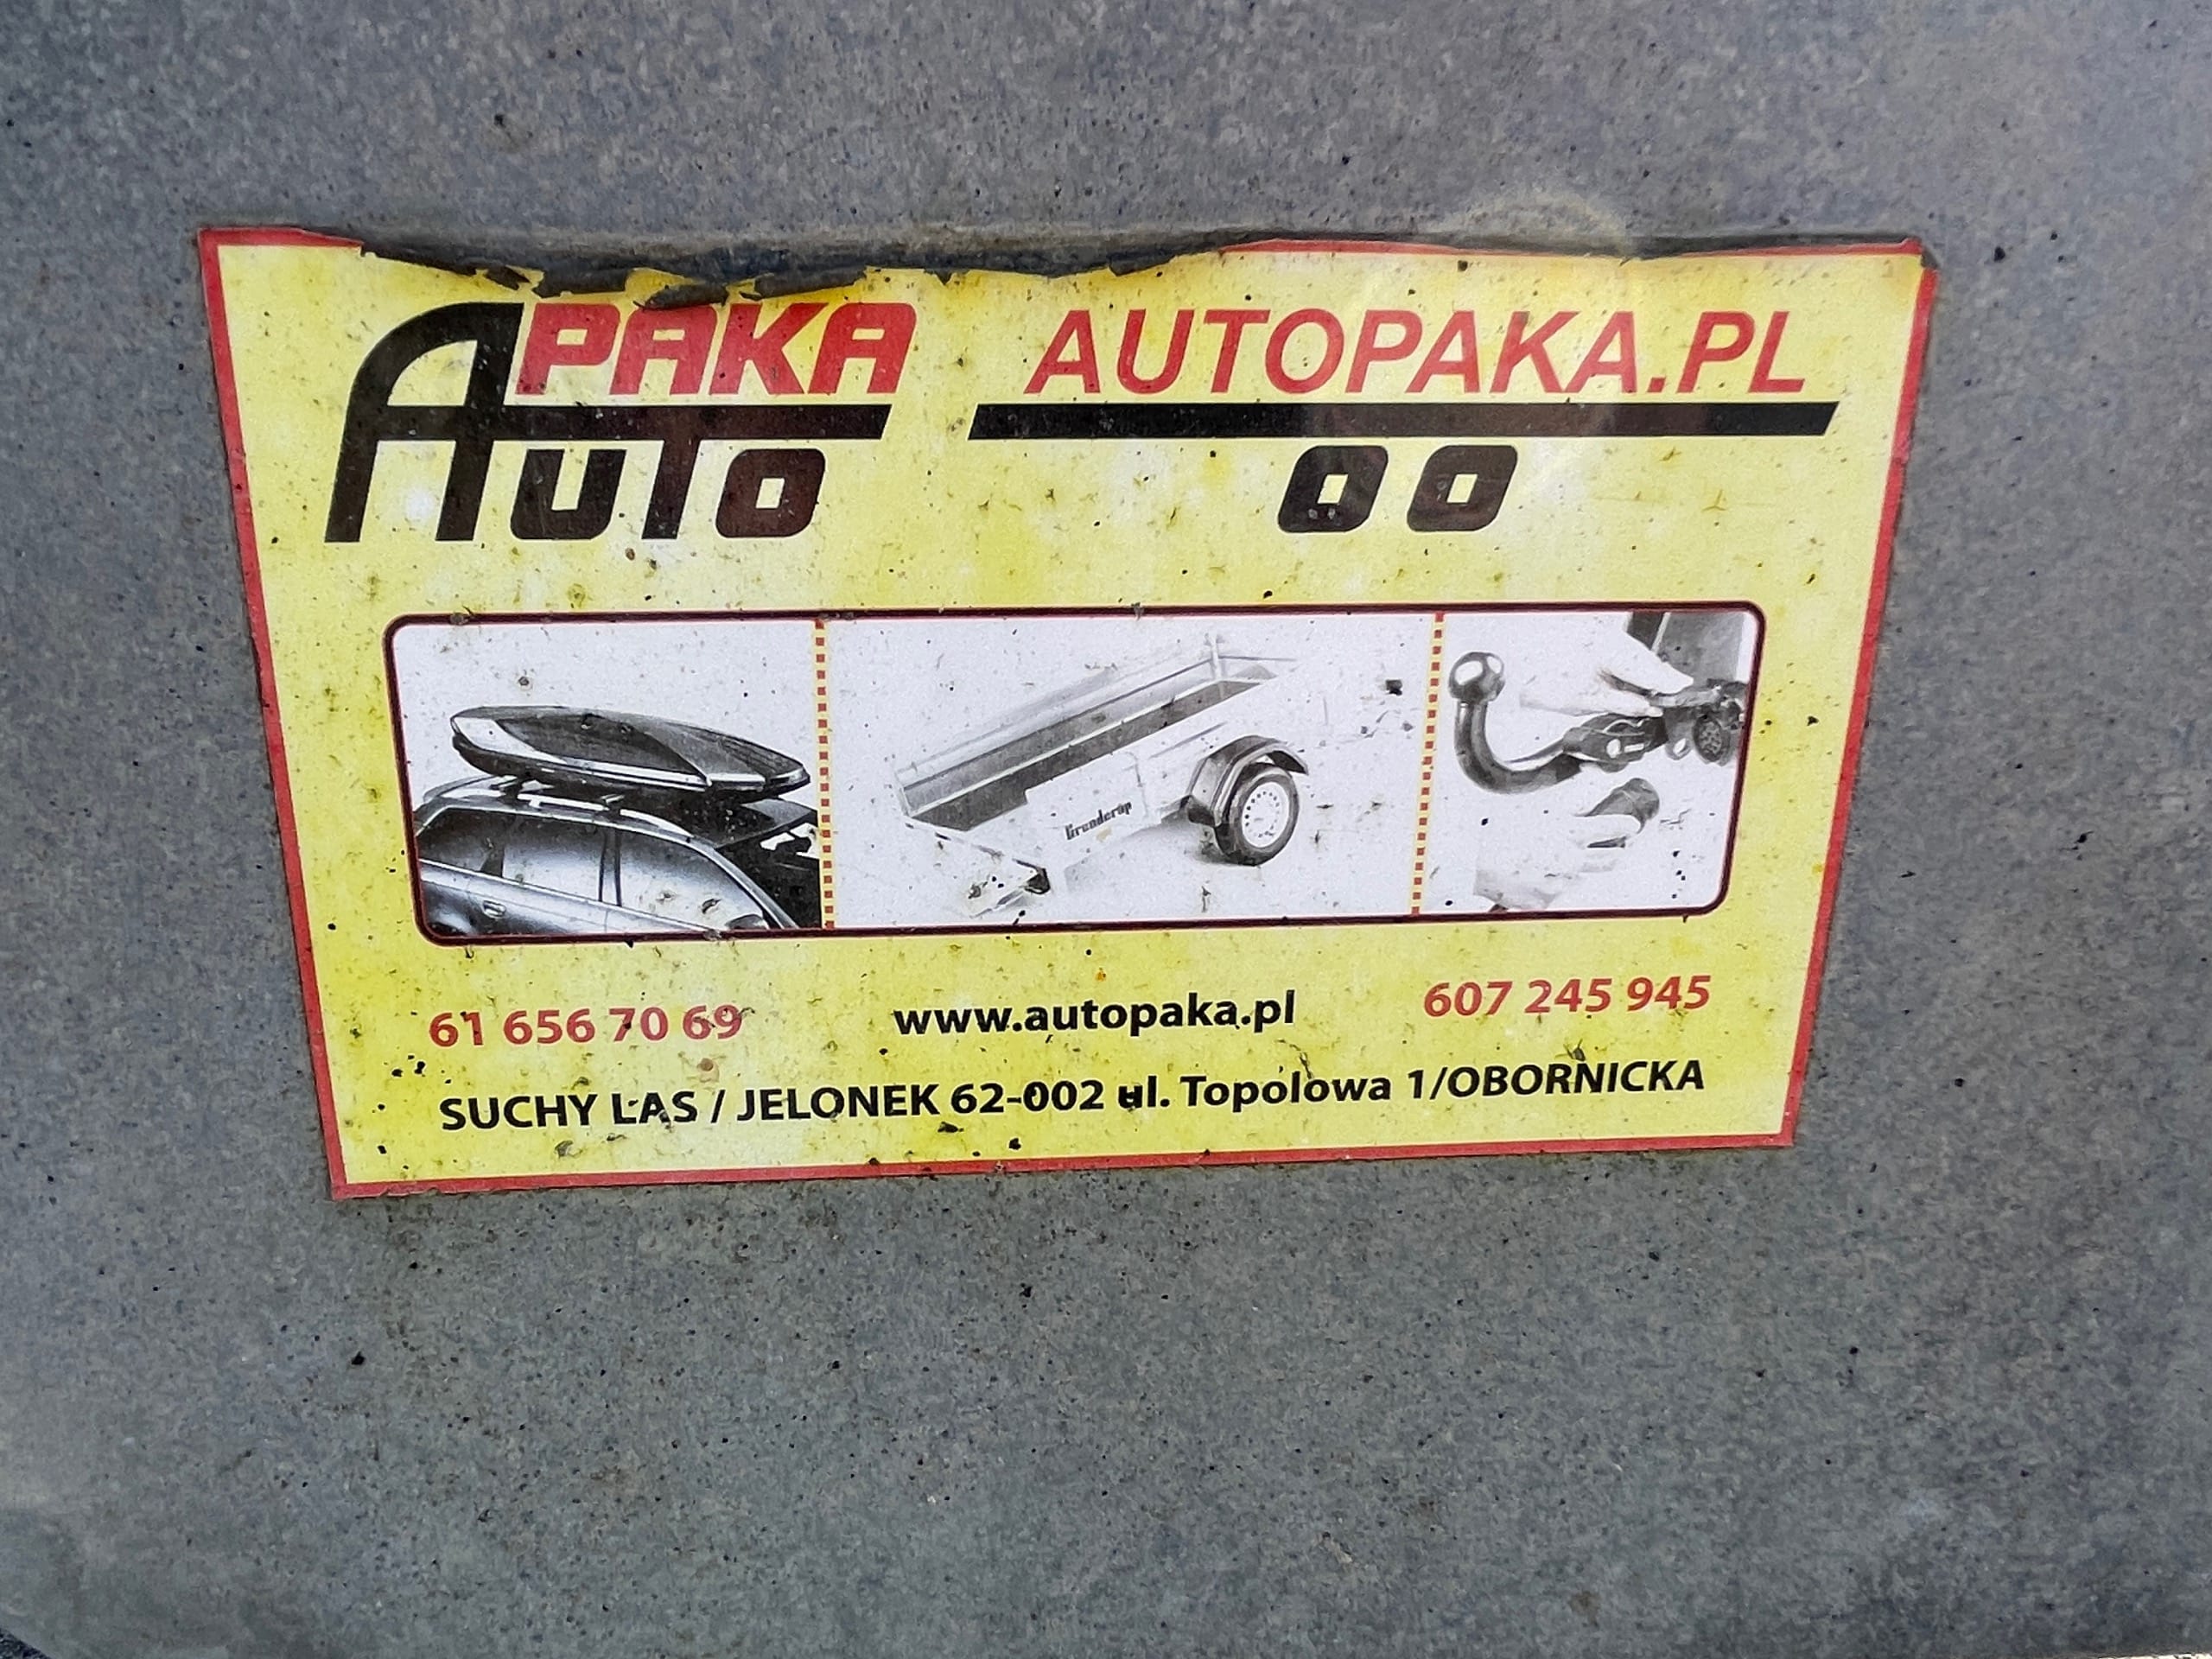 PAKA
AUTO
AUTOPAKA.PL
Brenderup
61 656 70 69
www.autopaka.pl
607 245 945
SUCHY LAS / JELONEK 62-002 ul. Topolowa 1/OBORNICKA